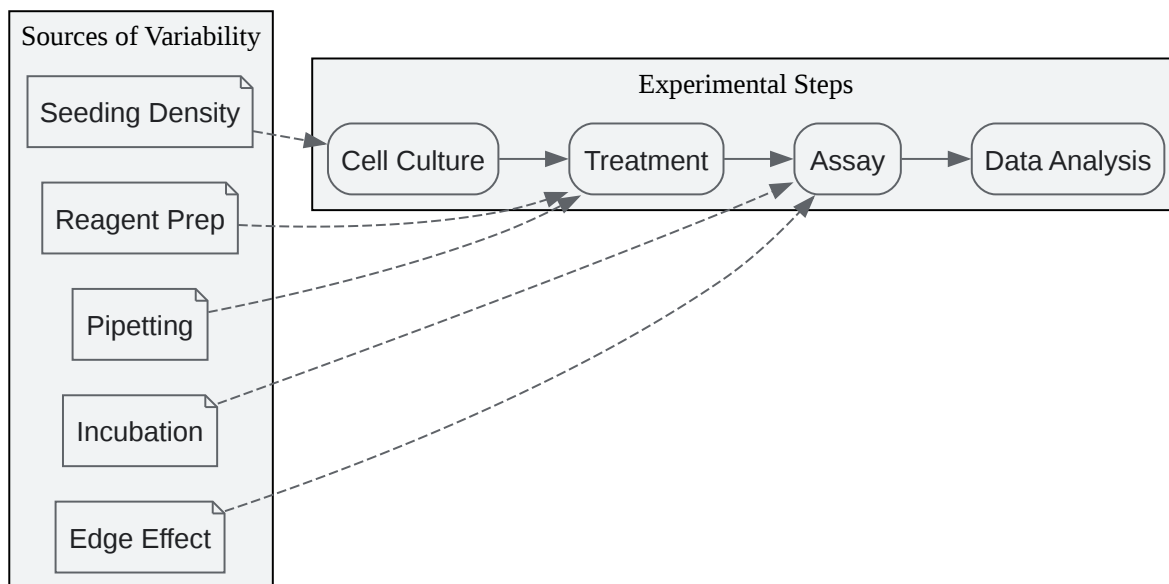 Sources of Variability
Seeding Density
Reagent Prep
Pipetting
Incubation
Edge Effect
Experimental Steps
Cell Culture
Treatment
Assay
Data Analysis